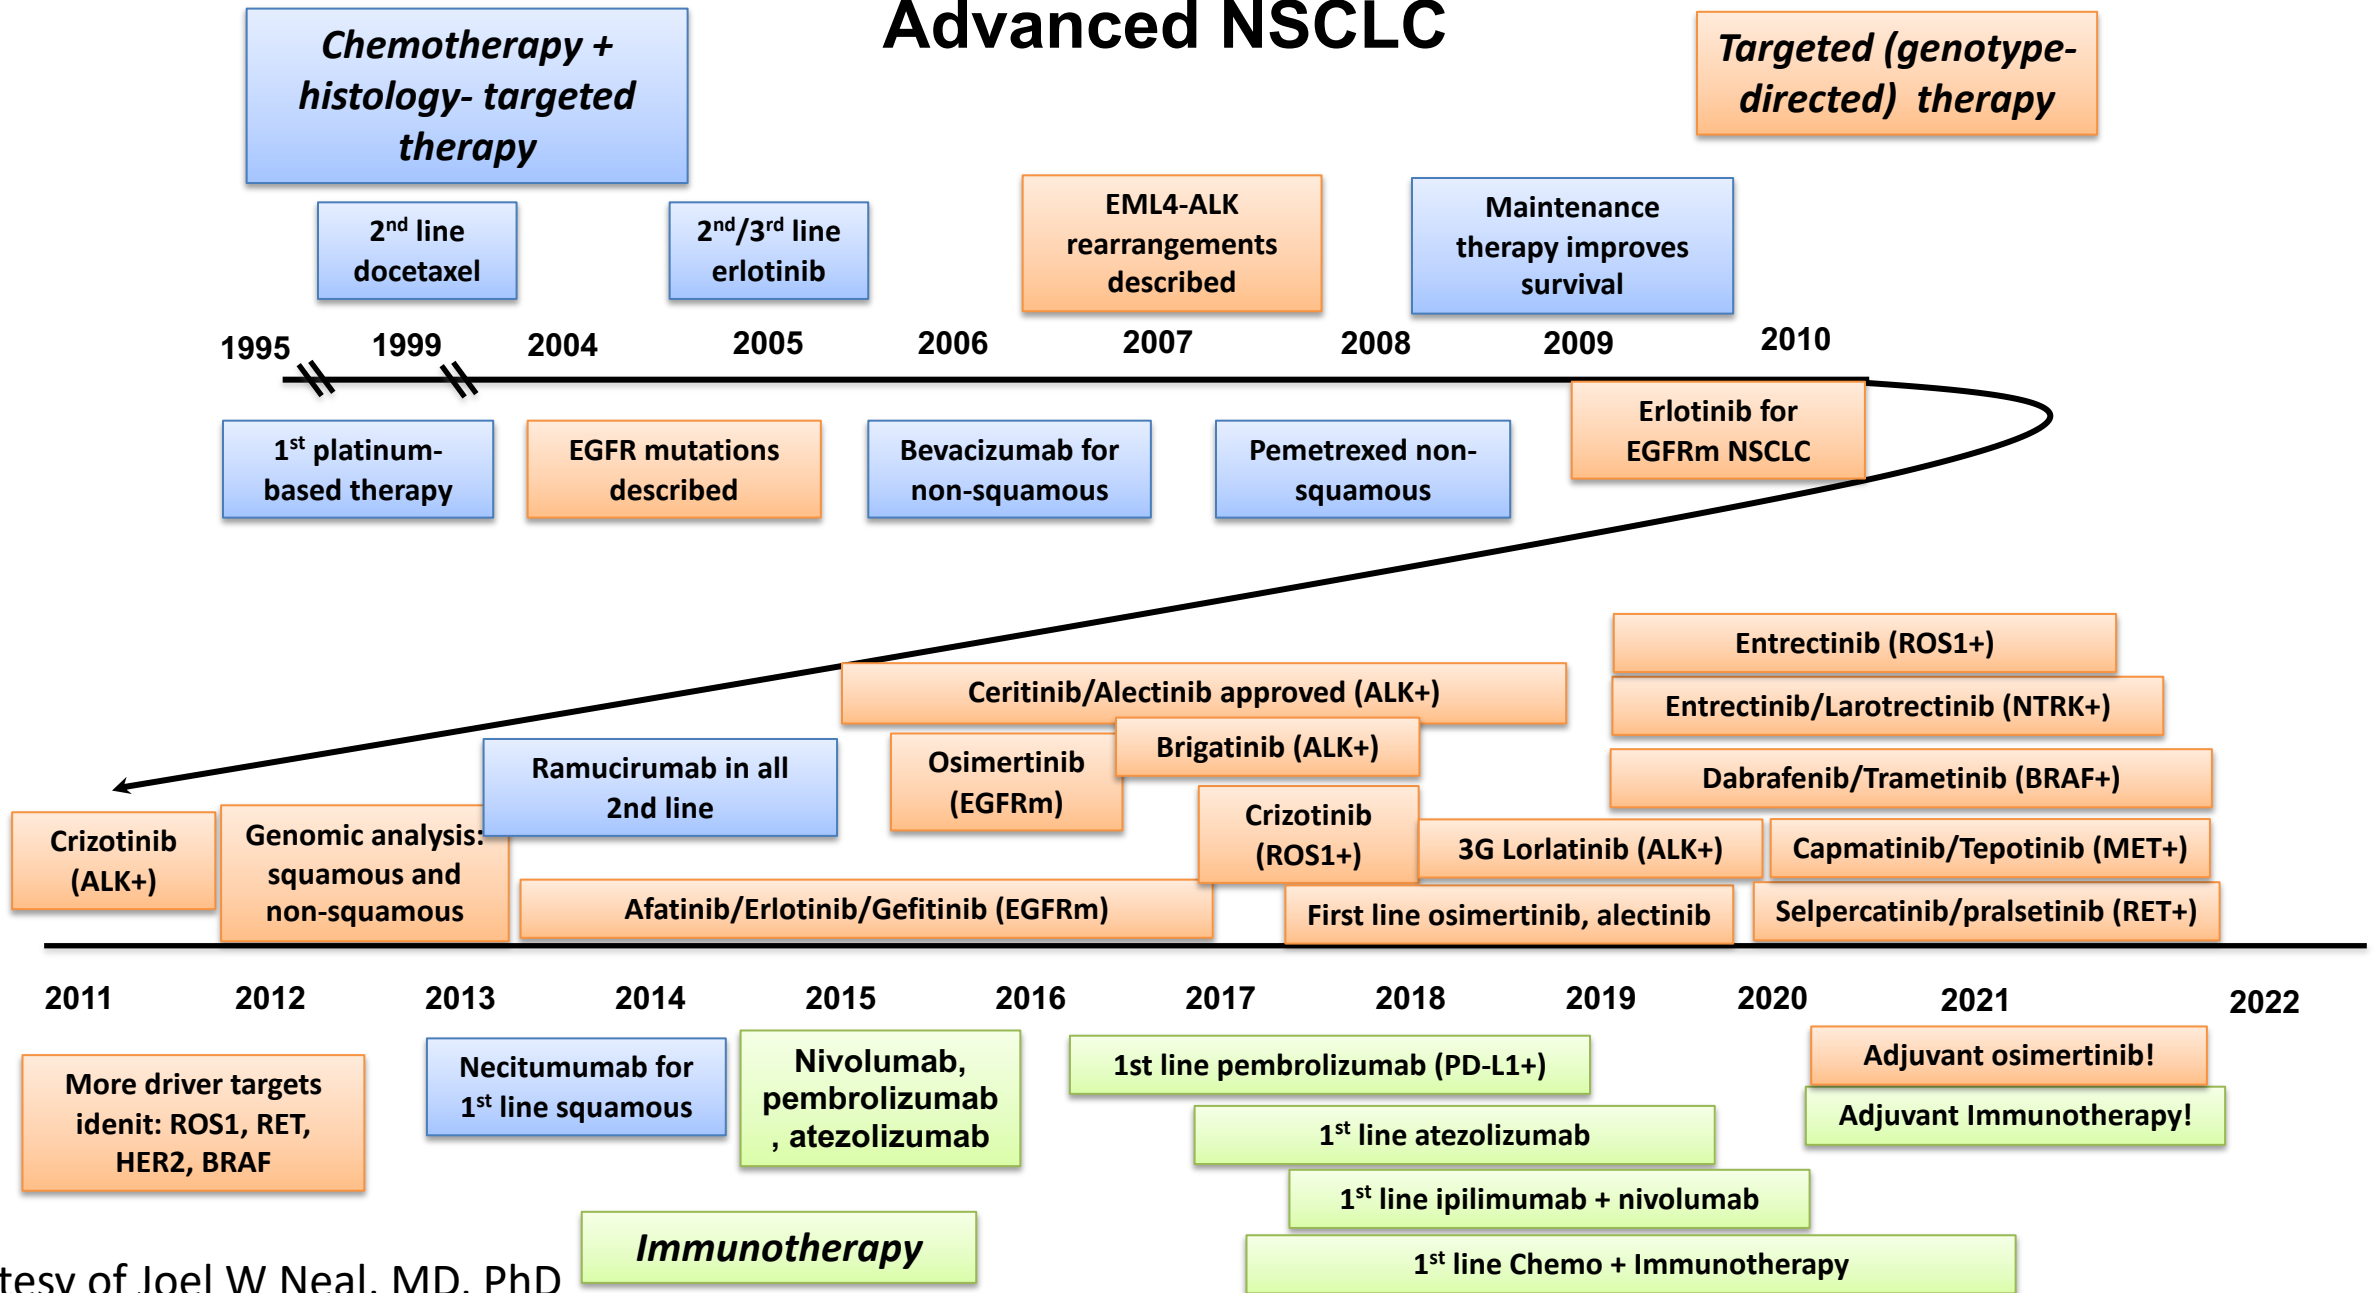 Advanced NSCLC
Chemotherapy +
histology- targeted
therapy
Targeted (genotype-
directed) therapy
2nd line
docetaxel
2nd/3rd line
erlotinib
EML4-ALK
rearrangements
described
Maintenance
therapy improves
survival
1995 1999 2004 2005 2006 2007 2008 2009 2010
1st platinum-
based therapy
EGFR mutations
described
Bevacizumab for
non-squamous
Pemetrexed non-
squamous
Erlotinib for
EGFRm NSCLC
Entrectinib (ROS1+)
Ceritinib/Alectinib approved (ALK+)
Entrectinib/Larotrectinib (NTRK+)
Ramucirumab in all
2nd line
Osimertinib
(EGFRm)
Brigatinib (ALK+)
Dabrafenib/Trametinib (BRAF+)
Crizotinib
(ALK+)
Genomic analysis:
squamous and
non-squamous
Crizotinib
(ROS1+)
3G Lorlatinib (ALK+)
Capmatinib/Tepotinib (MET+)
Afatinib/Erlotinib/Gefitinib (EGFRm)
First line osimertinib, alectinib
Selpercatinib/pralsetinib (RET+)
2011 2012 2013 2014 2015 2016 2017 2018 2019 2020 2021 2022
More driver targets
idenit: ROS1, RET,
HER2, BRAF
Necitumumab for
1st line squamous
Nivolumab,
pembrolizumab
, atezolizumab
1st line pembrolizumab (PD-L1+)
Adjuvant osimertinib!
1st line atezolizumab
Adjuvant Immunotherapy!
1st line ipilimumab + nivolumab
Immunotherapy
1st line Chemo + Immunotherapy
tesy of Joel W Neal, MD, PhD